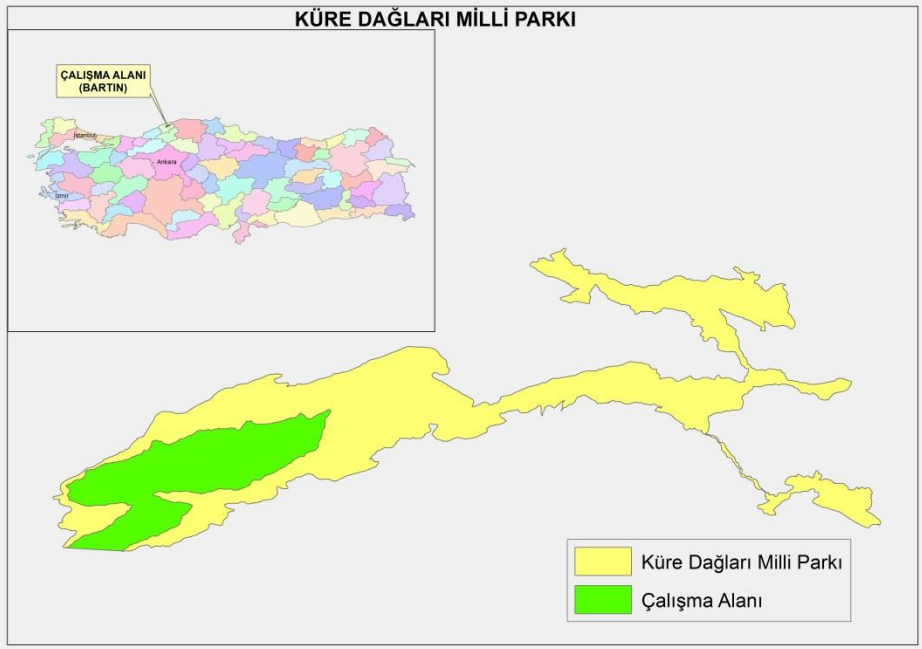 KÜRE DAĞLARI MİLLİ PARKI
ÇALIŞMA ALANI
(BARTIN)
İstanbul
Ankara
İzmir
Küre Dağları Milli Parkı
Çalışma Alanı